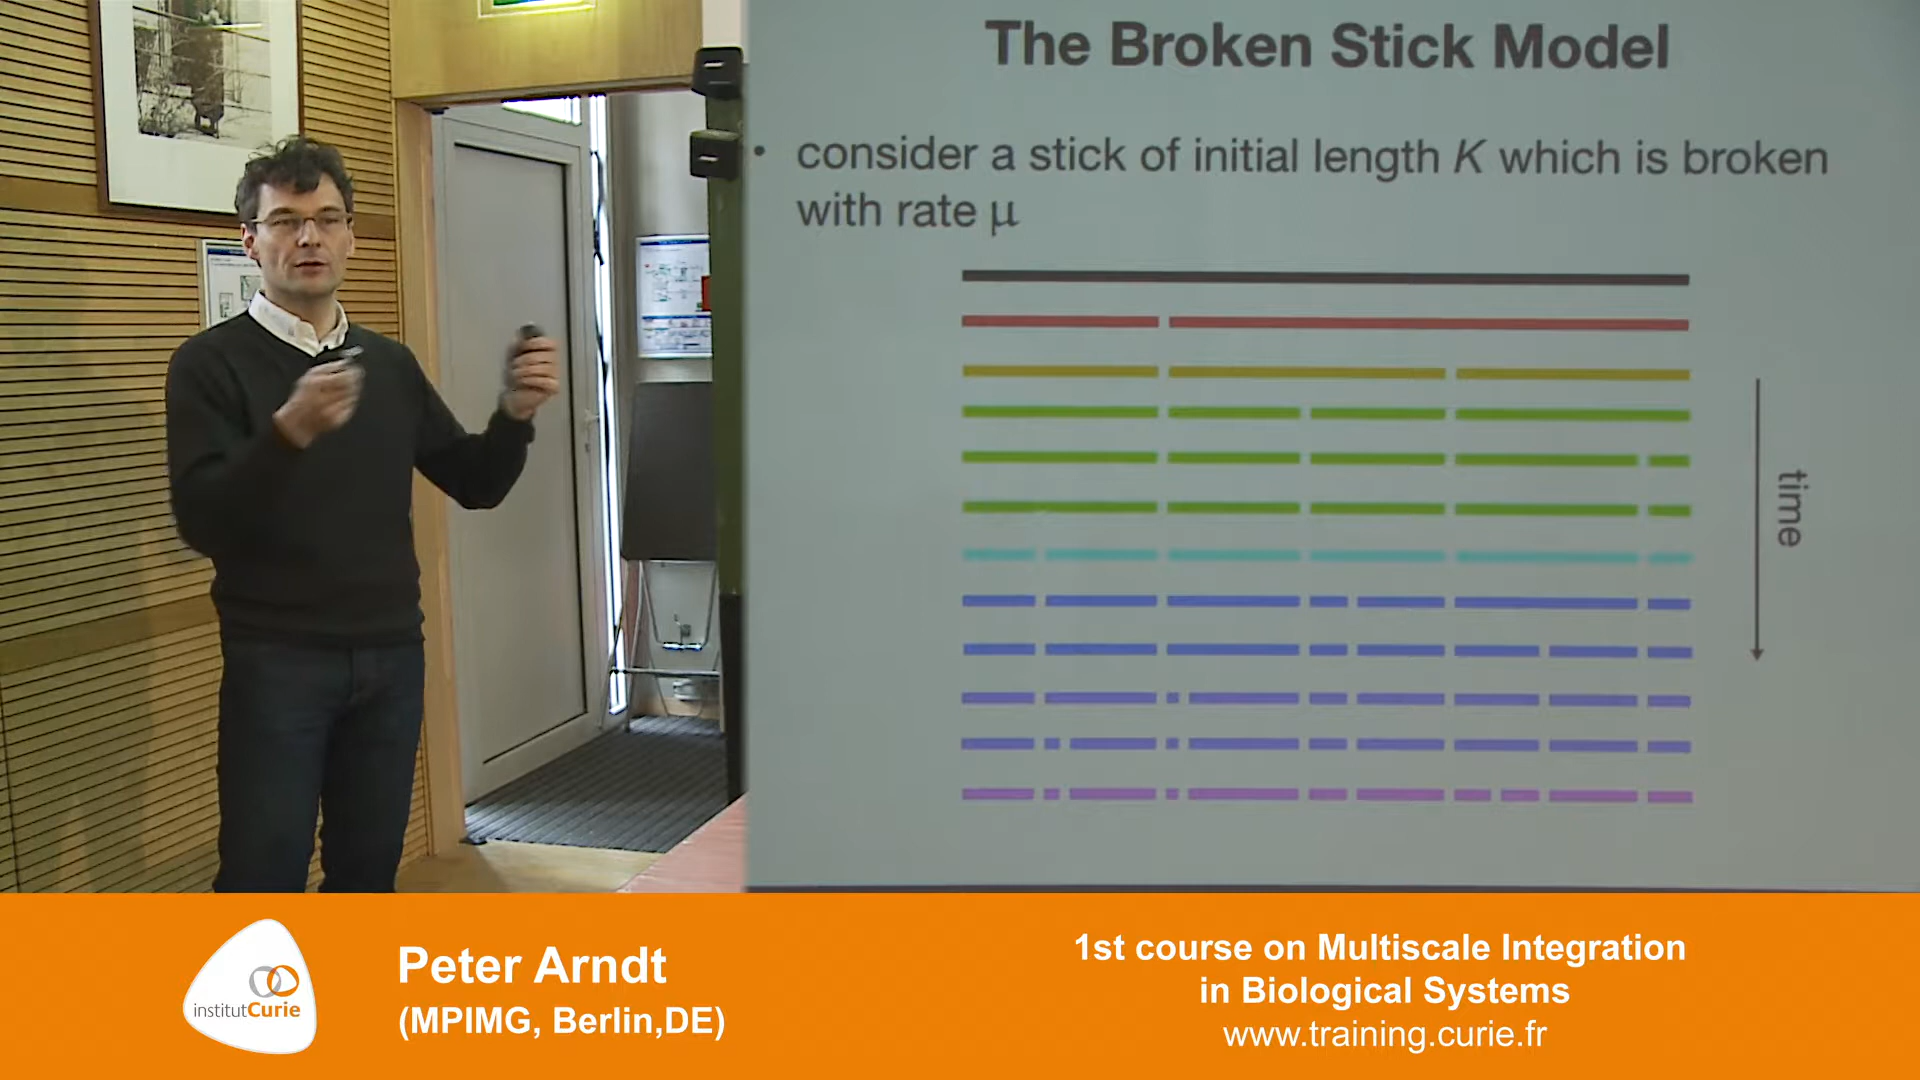 The Broken Stick Model
• consider a stick of initial length K which is broken
with rate µ
time
institutCurie
Peter Arndt
(MPIMG, Berlin,DE)
1st course on Multiscale Integration
in Biological Systems
www.training.curie.fr